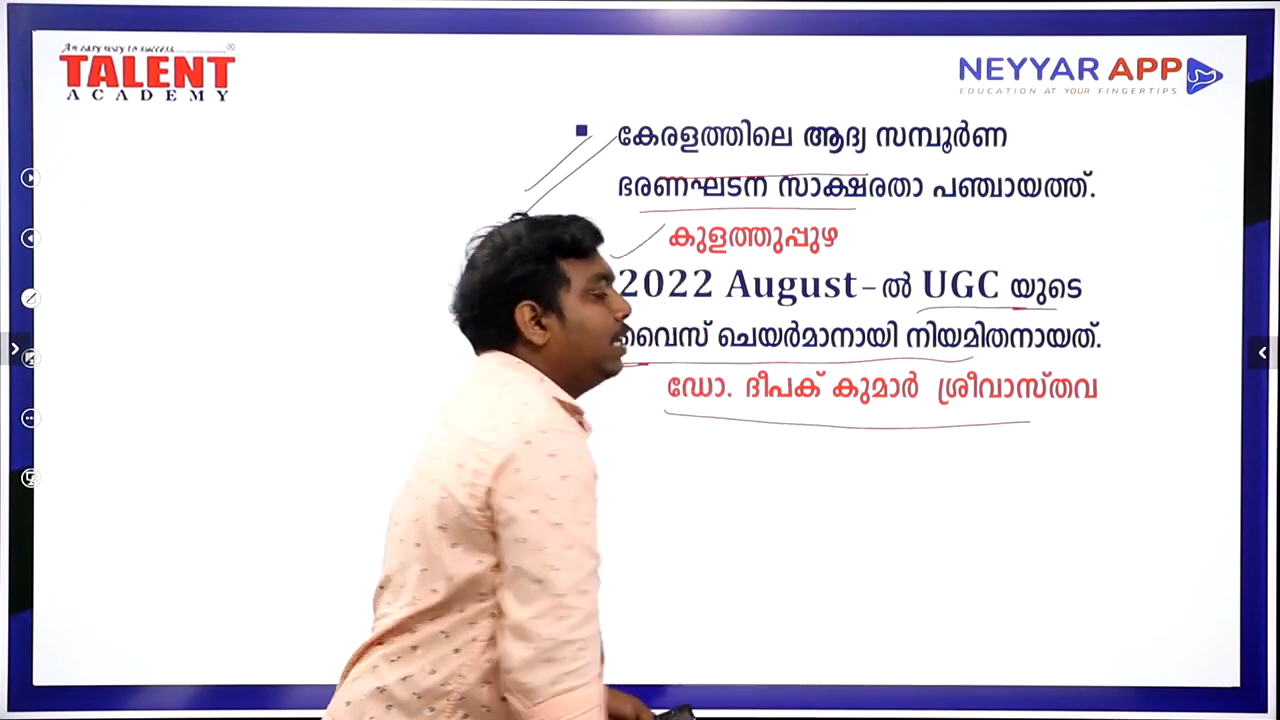 An easy way to success............®
TALENT
ACADEMY
NEYYAR APP
EDUCATION AT YOUR FINGERTIPS
കേരളത്തിലെ ആദ്യ സമ്പൂർണ
ഭരണഘടന സാക്ഷരതാ പഞ്ചായത്ത്.
കുളത്തുപ്പുഴ
2022 August-ൽ UGC യുടെ
വൈസ് ചെയർമാനായി നിയമിതനായത്.
ഡോ. ദീപക് കുമാർ ശ്രീവാസ്തവ